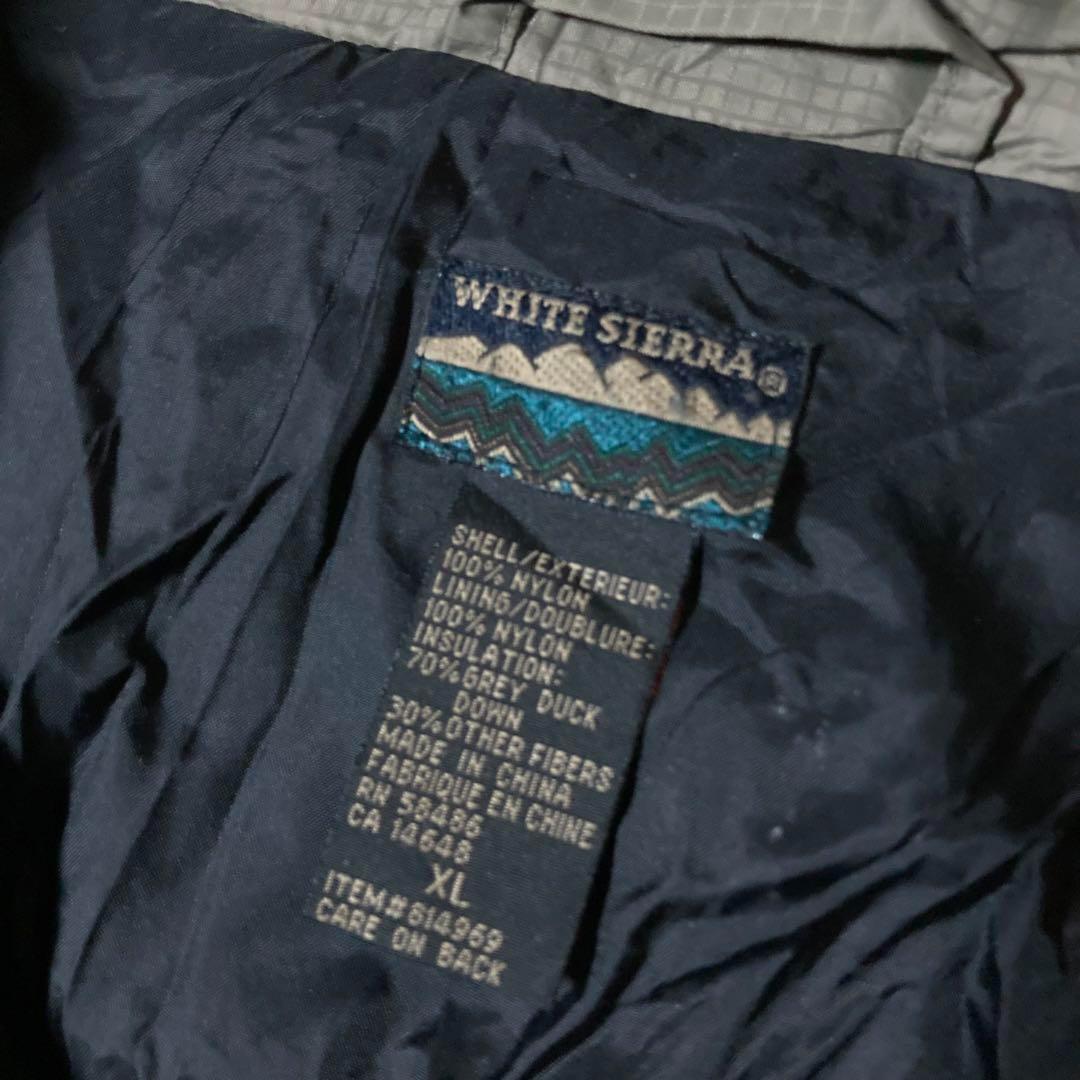 WHITE SIERRA®
SHELL/EXTERIEUR:
100% NYLON
LINING/DOUBLURE:
100% NYLON
INSULATION:
70% GREY DUCK
DOWN
30% OTHER FIBERS
MADE IN CHINA
FABRIQUE EN CHINE
RN 58486
CA 14648
XL
ITEM# 614969
CARE ON BACK